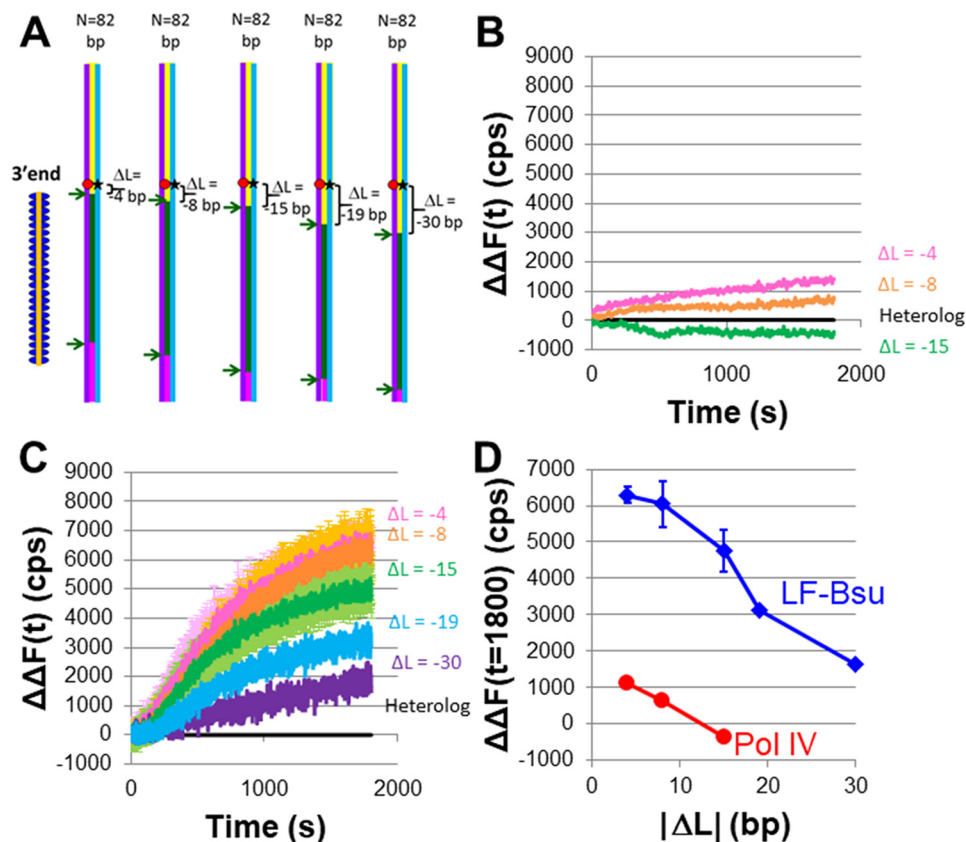 A
N=82 bp
N=82 bp
N=82 bp
N=82 bp
N=82 bp
3'end
ΔL= -4 bp
ΔL= -8 bp
ΔL= -15 bp
ΔL= -19 bp
ΔL= -30 bp
B
ΔΔF(t) (cps)
9000
8000
7000
6000
5000
4000
3000
2000
1000
0
-1000
ΔL = -4
ΔL = -8
Heterolog
ΔL = -15
0
1000
2000
Time (s)
C
ΔΔF(t) (cps)
9000
8000
7000
6000
5000
4000
3000
2000
1000
0
-1000
ΔL = -4
ΔL = -8
ΔL = -15
ΔL = -19
ΔL = -30
Heterolog
0
1000
2000
Time (s)
D
ΔΔF(t=1800) (cps)
7000
6000
5000
4000
3000
2000
1000
0
-1000
LF-Bsu
Pol IV
0
10
20
30
|ΔL| (bp)